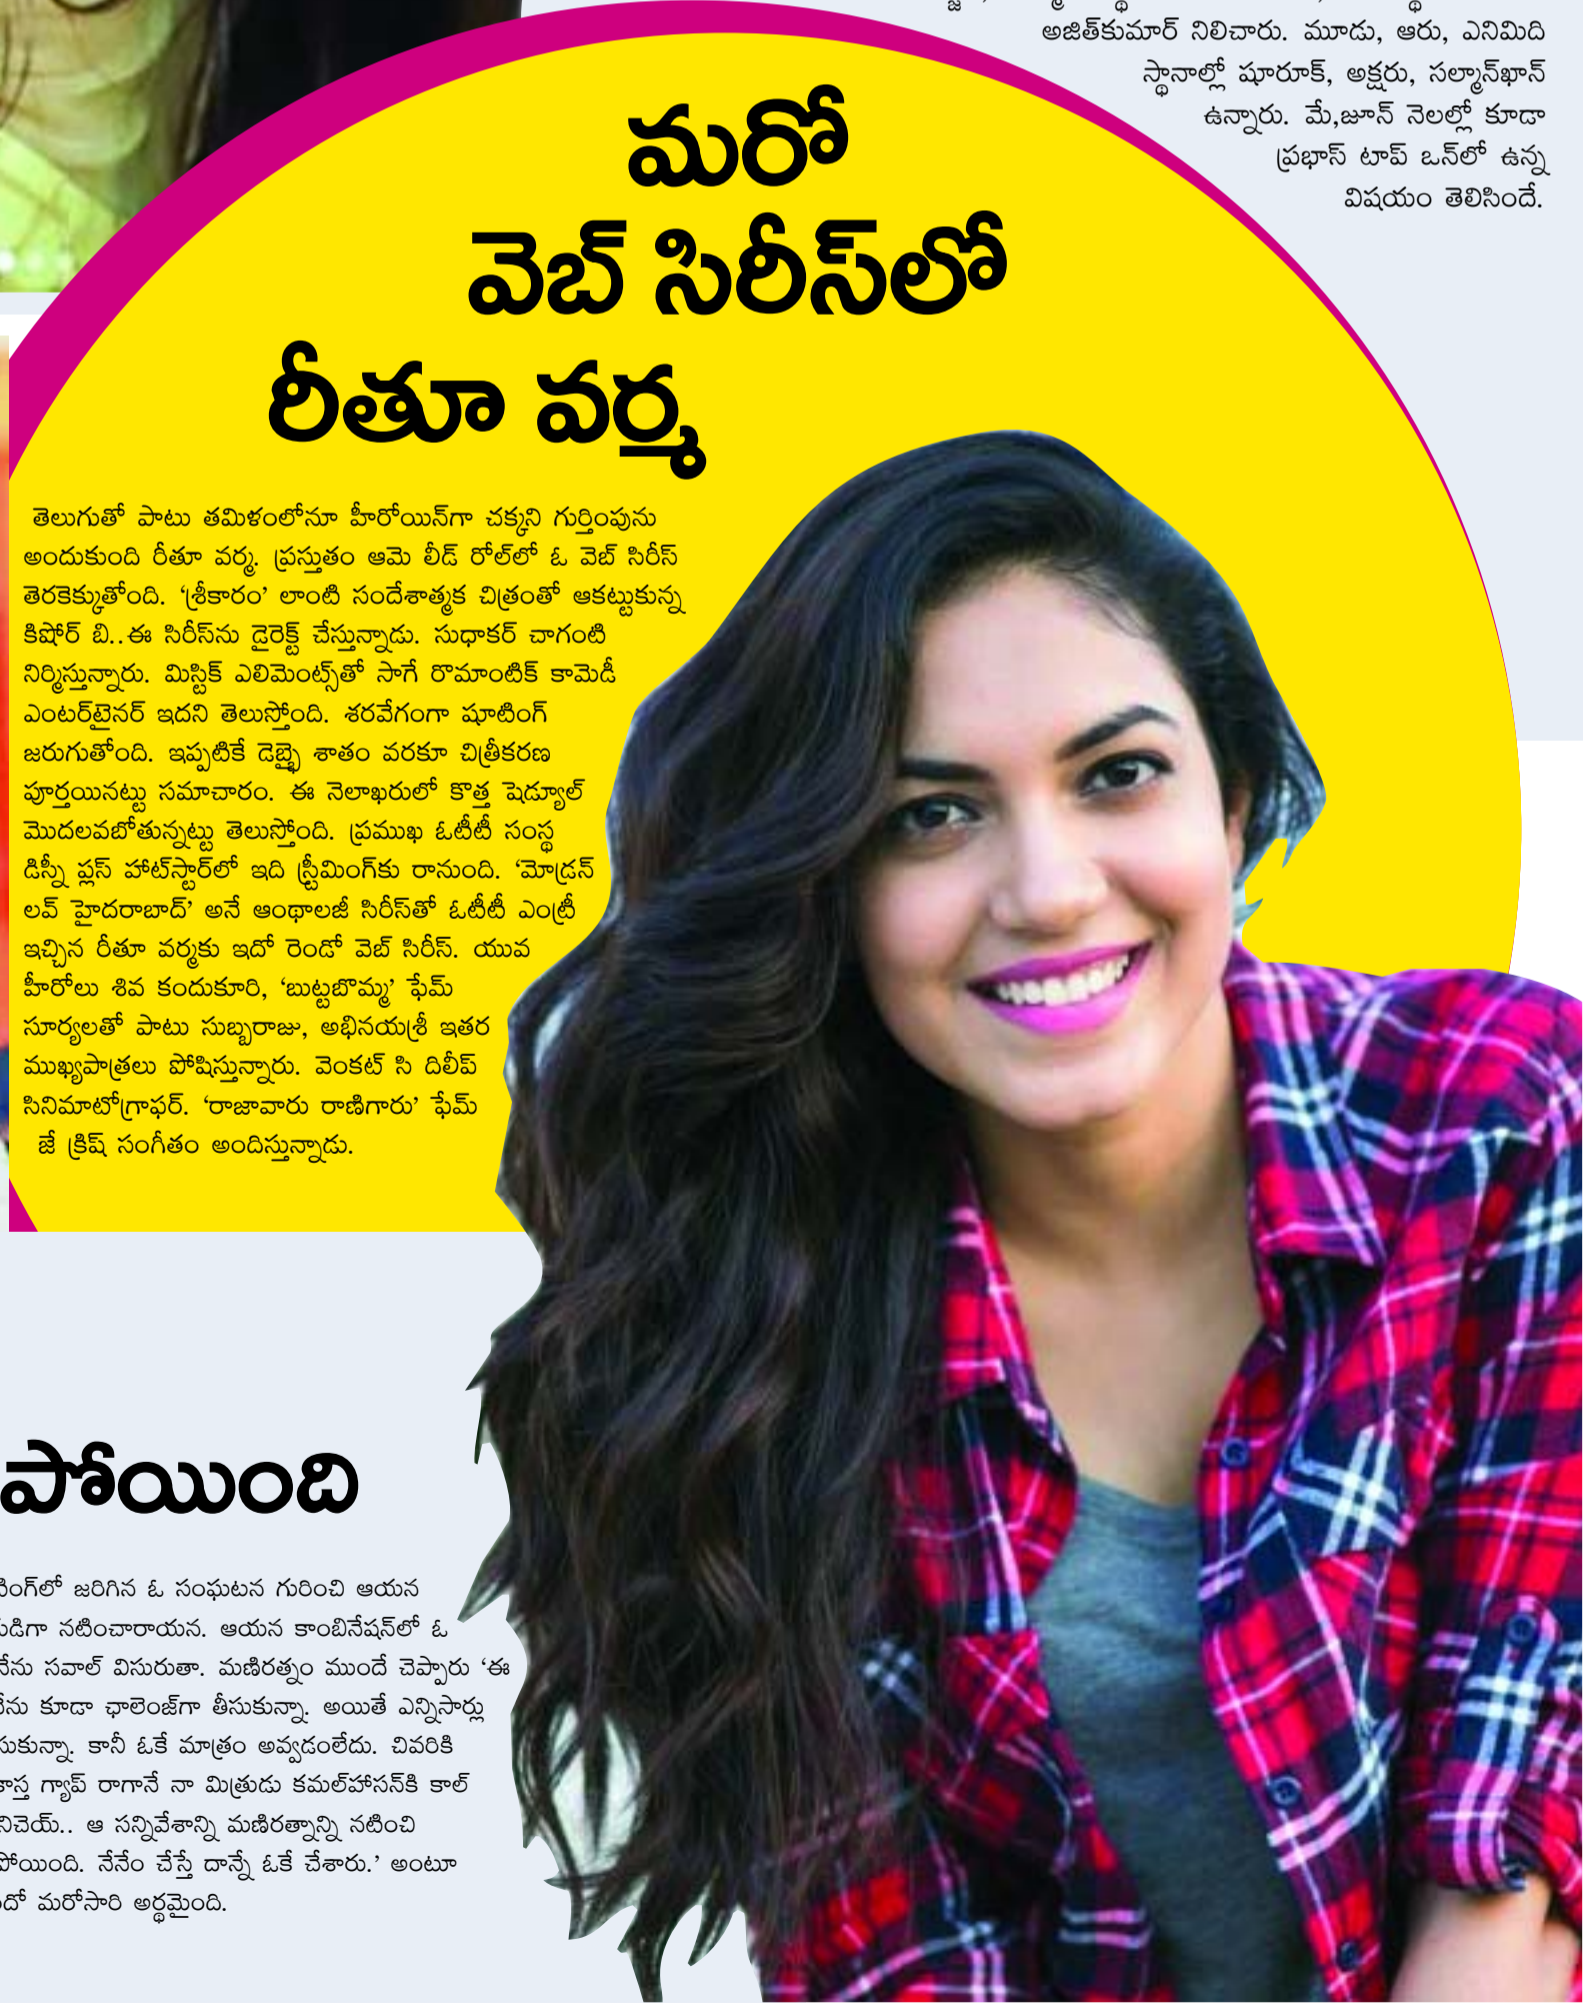 అజిత్‌కుమార్ నిలిచారు. మూడు, ఆరు, ఎనిమిది
స్థానాల్లో షారూక్, అక్షరు, సల్మాన్‌ఖాన్
ఉన్నారు. మే,జూన్ నెలల్లో కూడా
ప్రభాస్ టాప్ ఒన్‌లో ఉన్న
విషయం తెలిసిందే.
మరో
వెబ్ సిరీస్‌లో
రీతూ వర్మ
తెలుగుతో పాటు తమిళంలోనూ హీరోయిన్‌గా చక్కని గుర్తింపును
అందుకుంది రీతూ వర్మ. ప్రస్తుతం ఆమె లీడ్ రోల్‌లో ఓ వెబ్ సిరీస్
తెరకెక్కుతోంది. ‘శ్రీకారం’ లాంటి సందేశాత్మక చిత్రంతో ఆకట్టుకున్న
కిషోర్ బి..ఈ సిరీస్‌ను డైరెక్ట్ చేస్తున్నాడు. సుధాకర్ చాగంటి
నిర్మిస్తున్నారు. మిస్టిక్ ఎలిమెంట్స్‌తో సాగే రొమాంటిక్ కామెడీ
ఎంటర్‌టైనర్ ఇదని తెలుస్తోంది. శరవేగంగా షూటింగ్
జరుగుతోంది. ఇప్పటికే డెబ్బై శాతం వరకూ చిత్రీకరణ
పూర్తయినట్టు సమాచారం. ఈ నెలాఖరులో కొత్త షెడ్యూల్
మొదలవబోతున్నట్టు తెలుస్తోంది. ప్రముఖ ఓటీటీ సంస్థ
డిస్నీ ప్లస్ హాట్‌స్టార్‌లో ఇది స్ట్రీమింగ్‌కు రానుంది. ‘మోడ్రన్
లవ్ హైదరాబాద్’ అనే ఆంథాలజీ సిరీస్‌తో ఓటీటీ ఎంట్రీ
ఇచ్చిన రీతూ వర్మకు ఇదో రెండో వెబ్ సిరీస్. యువ
హీరోలు శివ కందుకూరి, ‘బుట్టబొమ్మ’ ఫేమ్
సూర్యలతో పాటు సుబ్బరాజు, అభినయశ్రీ ఇతర
ముఖ్యపాత్రలు పోషిస్తున్నారు. వెంకట్ సి దిలీప్
సినిమాటోగ్రాఫర్. ‘రాజావారు రాణిగారు’ ఫేమ్
జే క్రిష్ సంగీతం అందిస్తున్నాడు.
పోయింది
జరిగిన ఓ సంఘటన గురించి ఆయన
నటించారాయన. ఆయన కాంబినేషన్‌లో ఓ
నేను సవాల్ విసురుతా. మణిరత్నం ముందే చెప్పారు ‘ఈ
నేను కూడా ఛాలెంజ్‌గా తీసుకున్నా. అయితే ఎన్నిసార్లు
కానీ ఓకే మాత్రం అవ్వడంలేదు. చివరికి
కాస్త గ్యాప్ రాగానే నా మిత్రుడు కమల్‌హాసన్‌కి కాల్
ఆ సన్నివేశాన్ని మణిరత్నాన్ని నటించి
పోయింది. నేనేం చేస్తే దాన్నే ఓకే చేశారు.’ అంటూ
మరోసారి అర్థమైంది.